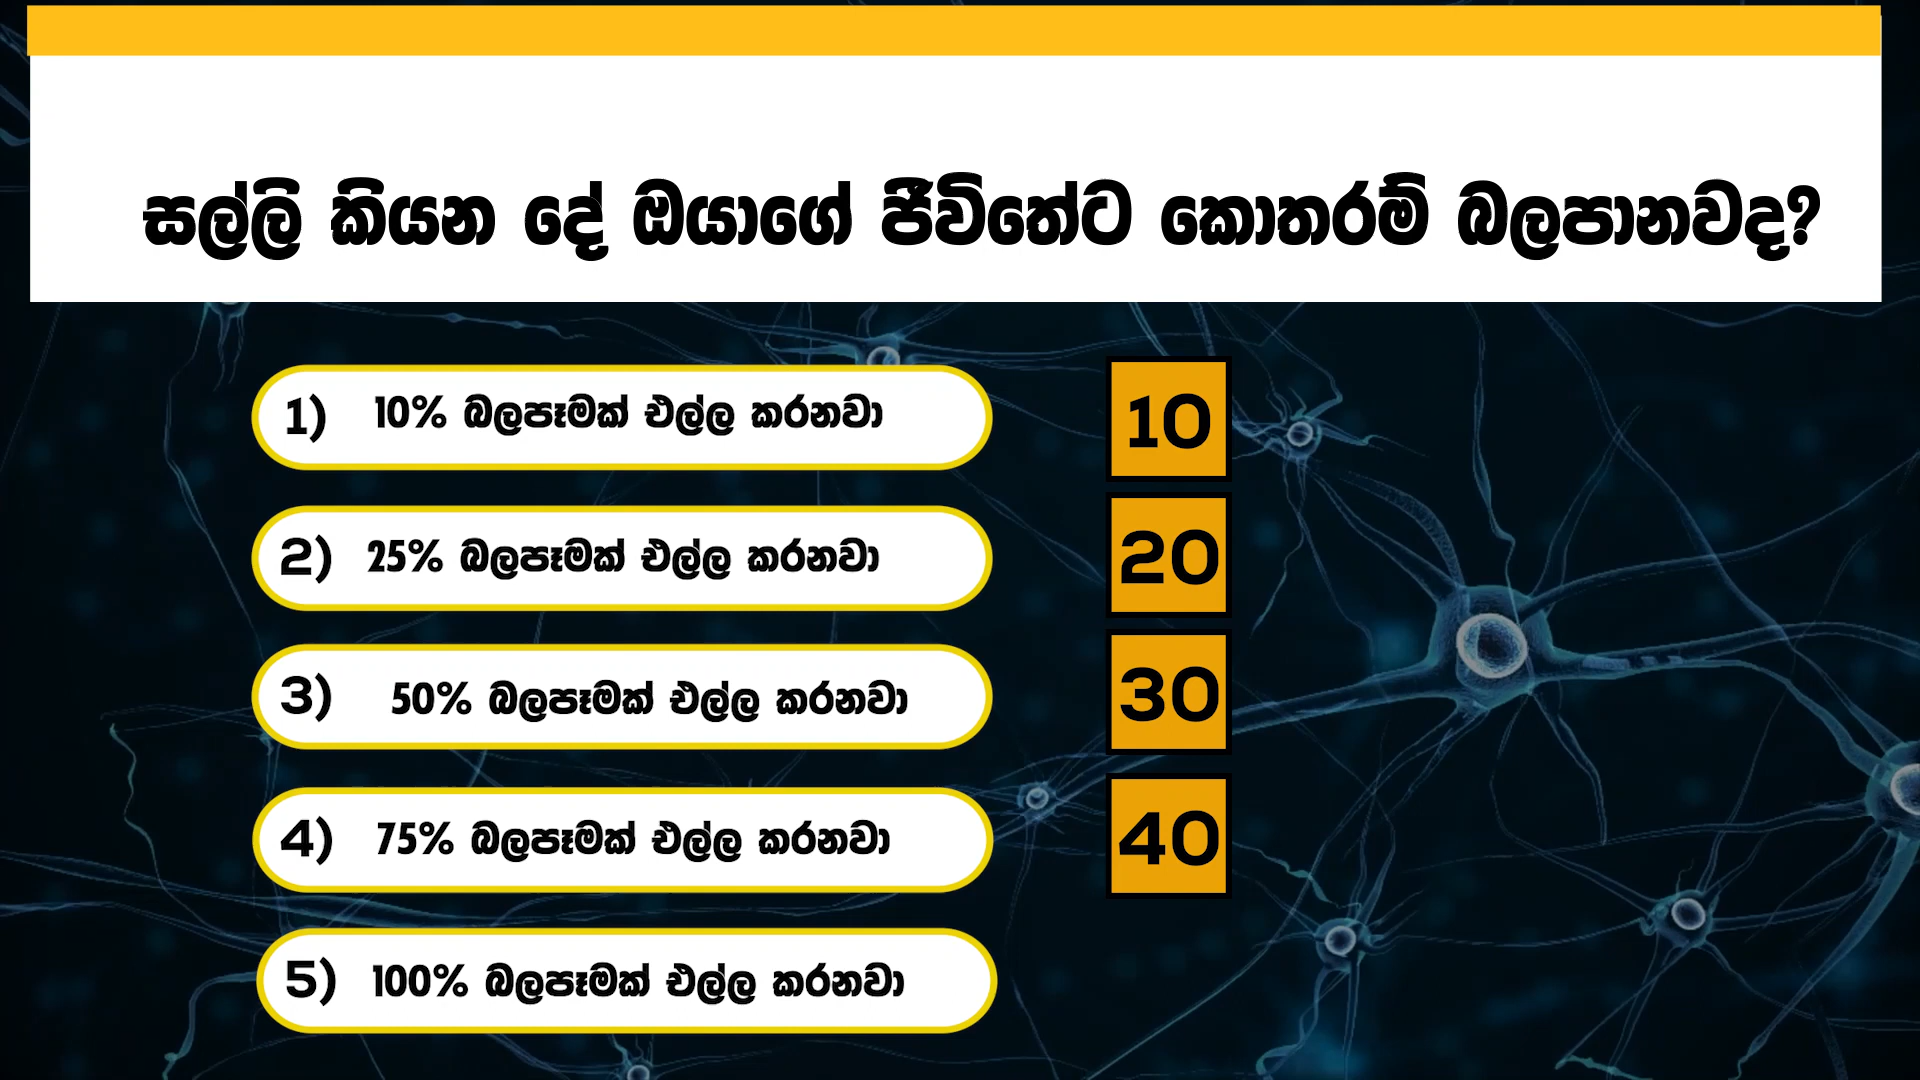 සල්ලි කියන දේ ඔයාගේ ජීවිතේට කොතරම් බලපානවද?
1) 10% බලපෑමක් එල්ල කරනවා 10
2) 25% බලපෑමක් එල්ල කරනවා 20
3) 50% බලපෑමක් එල්ල කරනවා 30
4) 75% බලපෑමක් එල්ල කරනවා 40
5) 100% බලපෑමක් එල්ල කරනවා